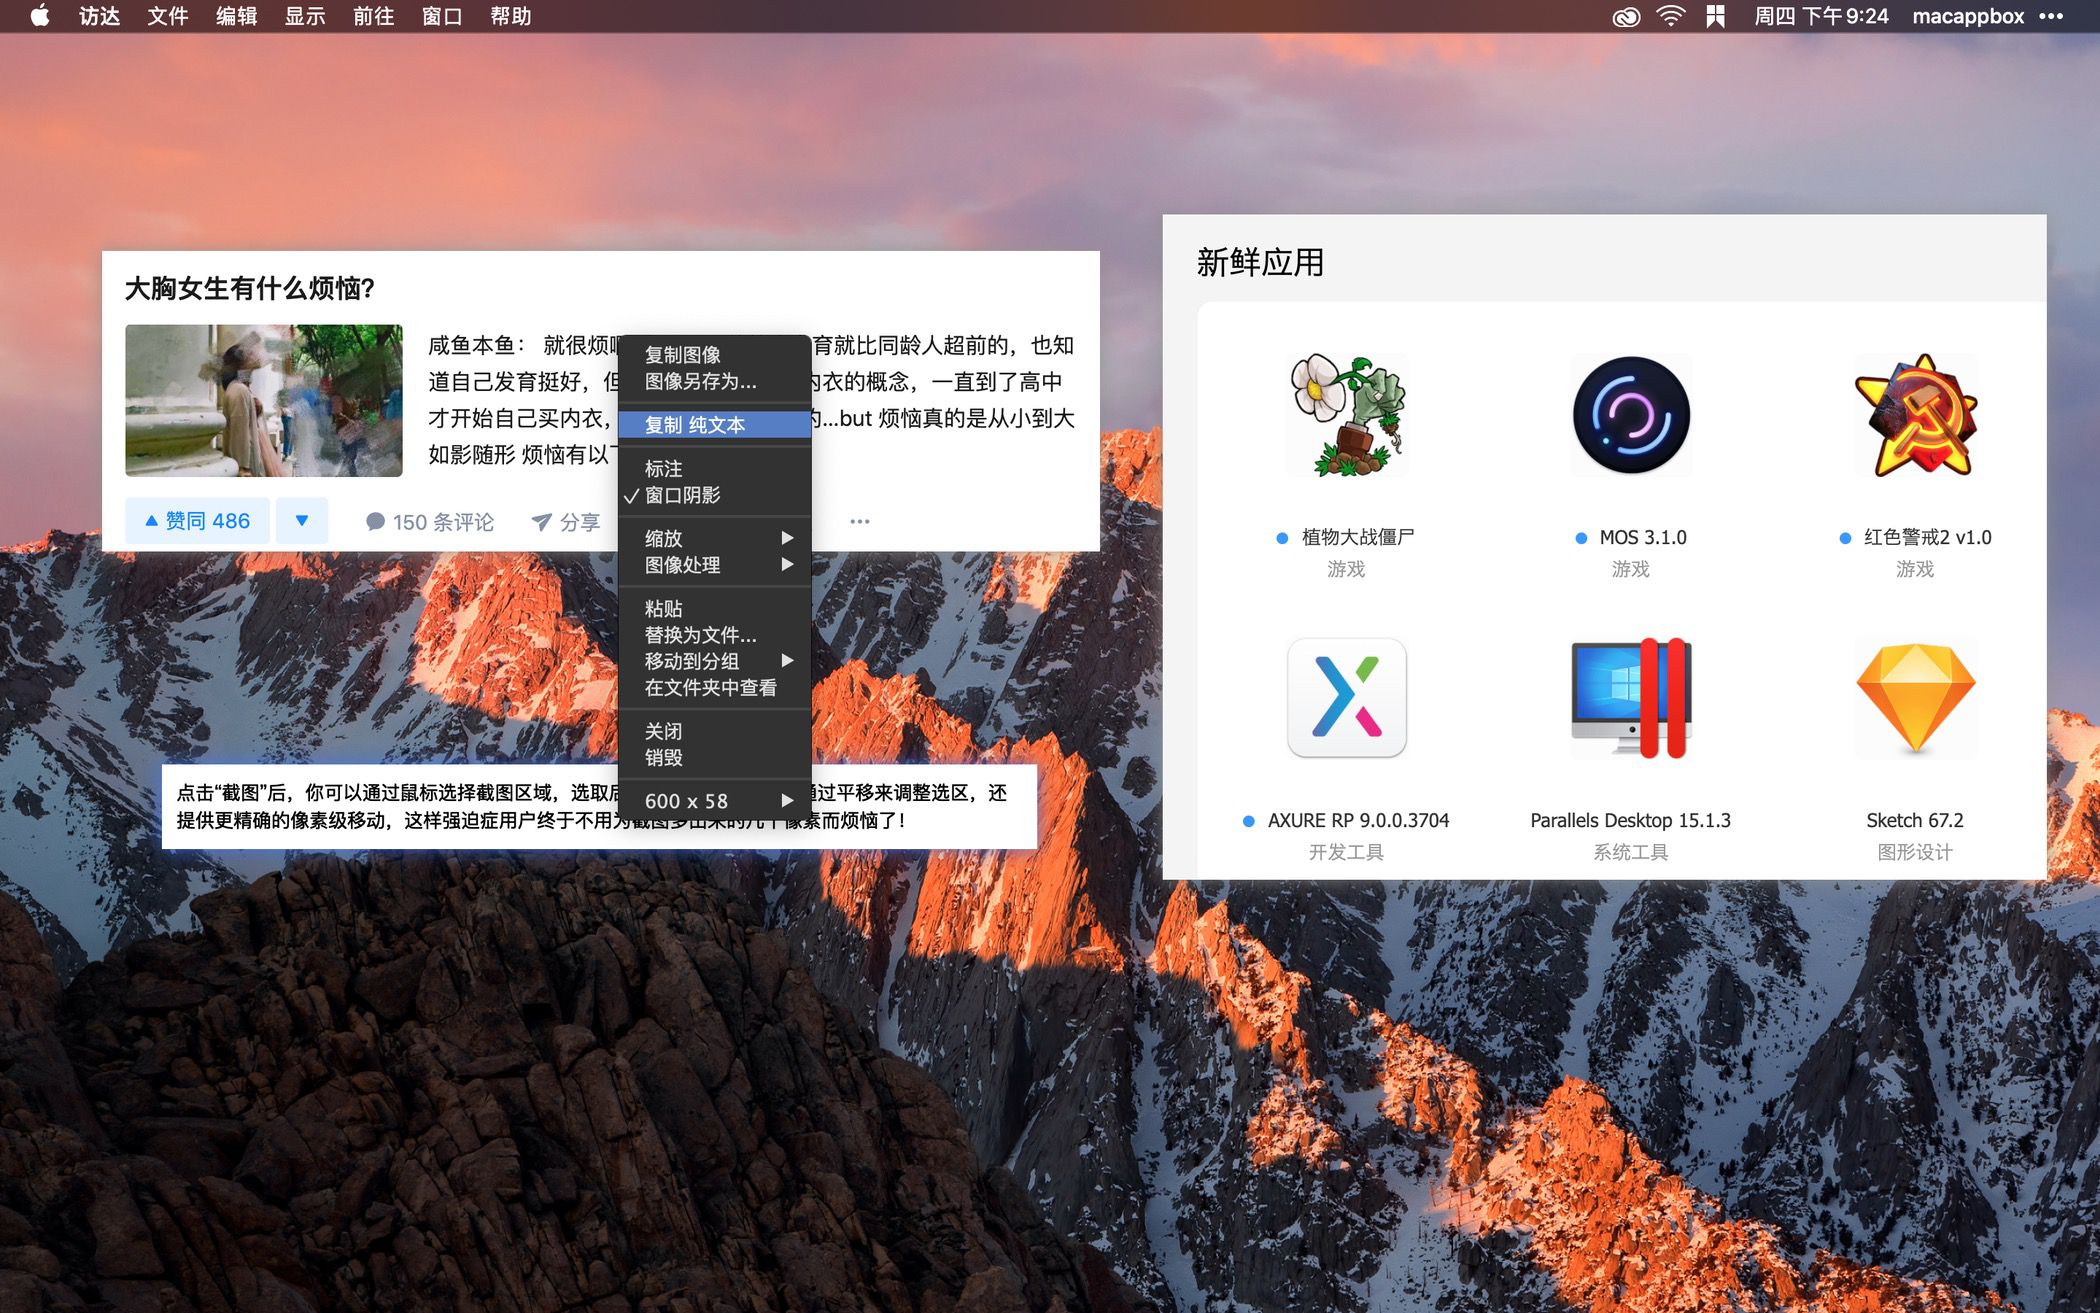 访达 文件 编辑 显示 前往 窗口 帮助
周四 下午9:24 macappbox
大胸女生有什么烦恼?
咸鱼本鱼： 就很烦 育就比同龄人超前的，也知
道自己发育挺好，但 内衣的概念，一直到了高中
才开始自己买内衣， 的...but 烦恼真的是从小到大
如影随形 烦恼有以下
赞同 486
150 条评论
分享
复制图像
图像另存为...
复制 纯文本
标注
窗口阴影
缩放
图像处理
粘贴
替换为文件...
移动到分组
在文件夹中查看
关闭
销毁
600 x 58
点击“截图”后，你可以通过鼠标选择截图区域，选取后 通过平移来调整选区，还
提供更精确的像素级移动，这样强迫症用户终于不用为截图多出来的几个像素而烦恼了！
新鲜应用
植物大战僵尸
游戏
MOS 3.1.0
游戏
红色警戒2 v1.0
游戏
AXURE RP 9.0.0.3704
开发工具
Parallels Desktop 15.1.3
系统工具
Sketch 67.2
图形设计